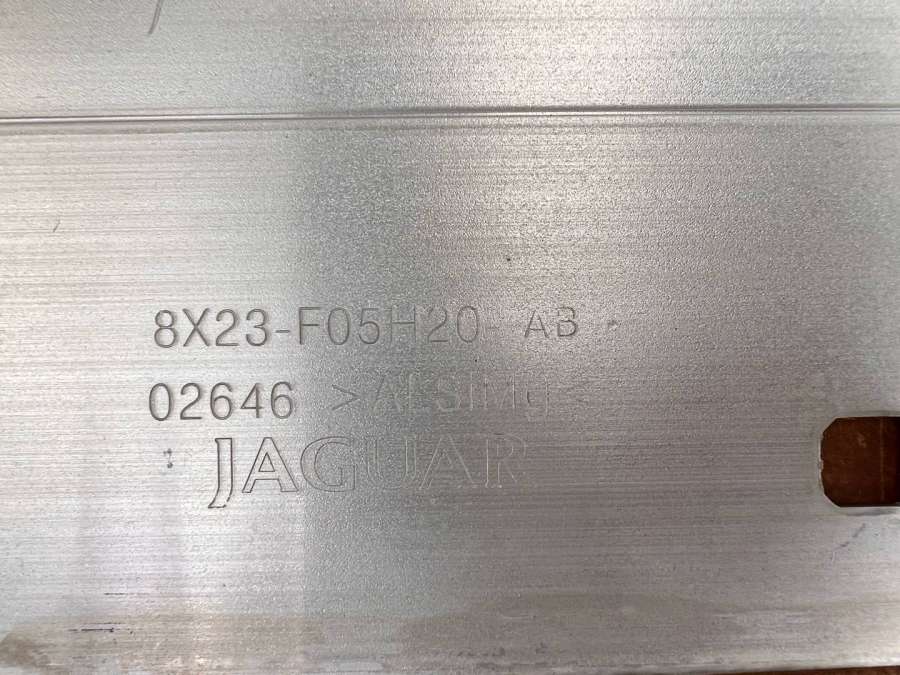 8X23-F05H20- AB
02646 >ALSIMg
JAGUAR